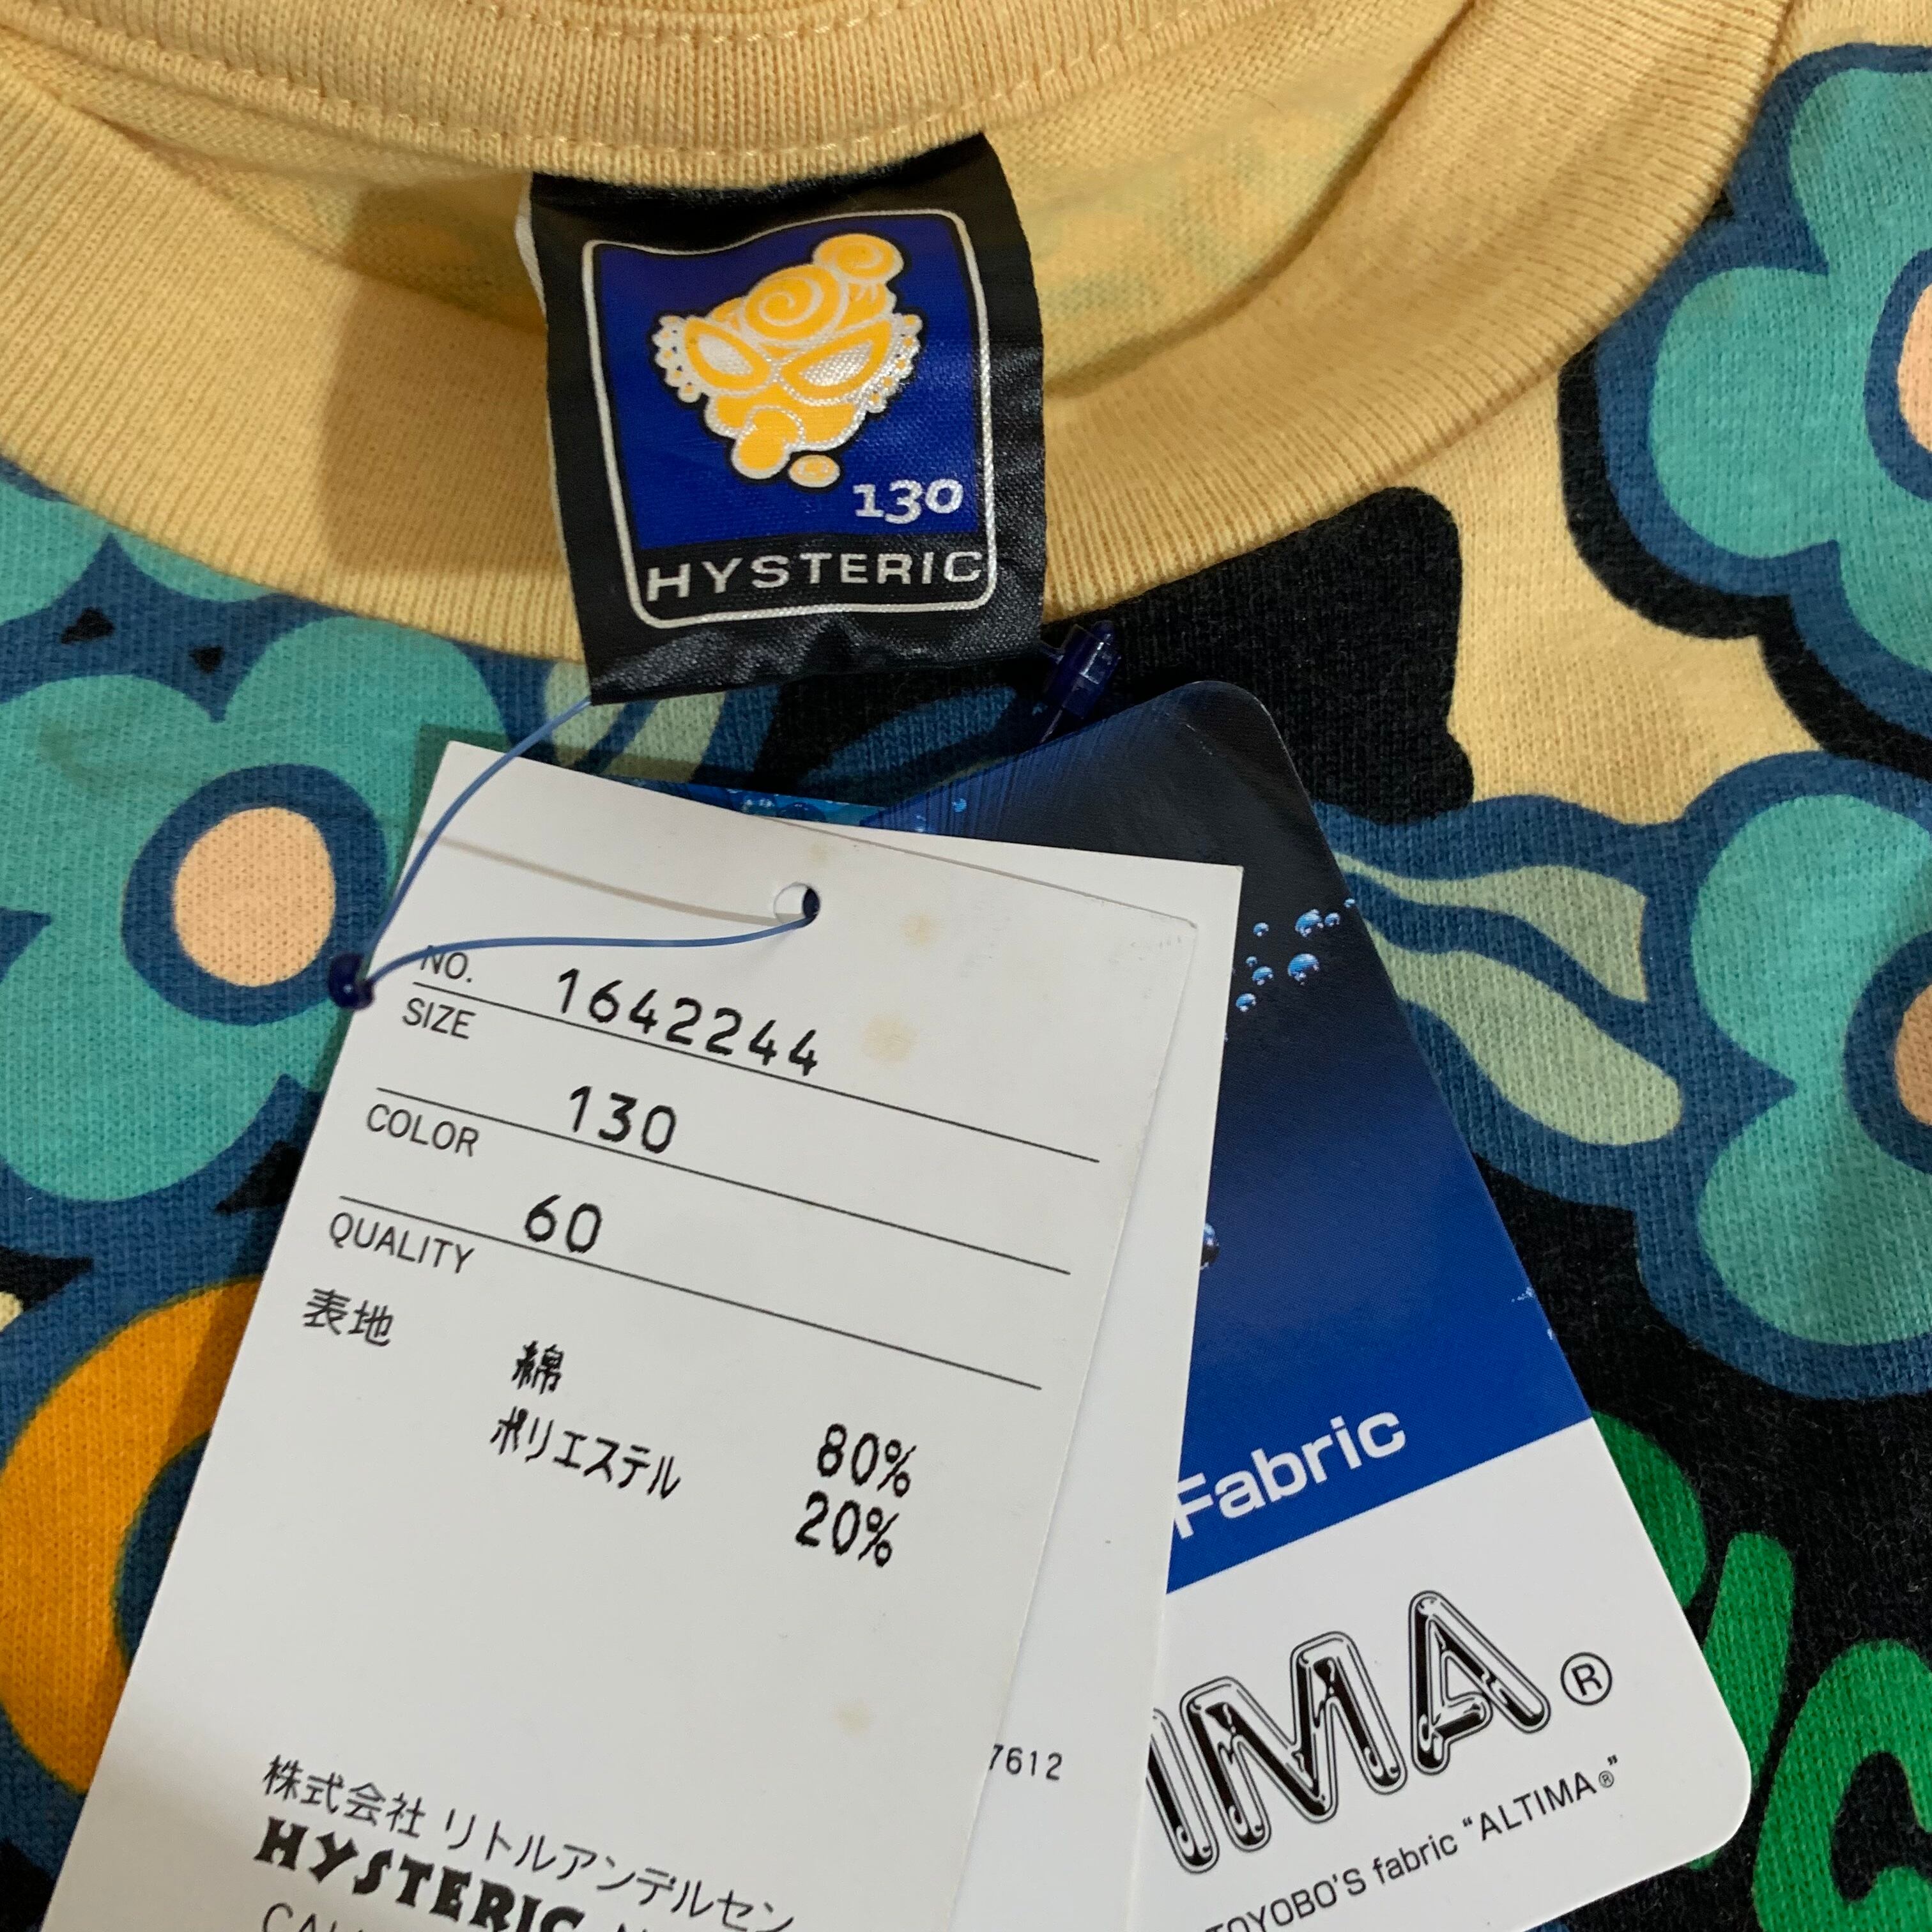 130
HYSTERIC
NO. 1642244
SIZE 130
COLOR 60
QUALITY
表地
綿 80%
ポリエステル 20%
株式会社 リトルアンデルセン
HYSTERIC
7612
Fabric
IMA®
TOYOBO'S fabric "ALTIMA®"